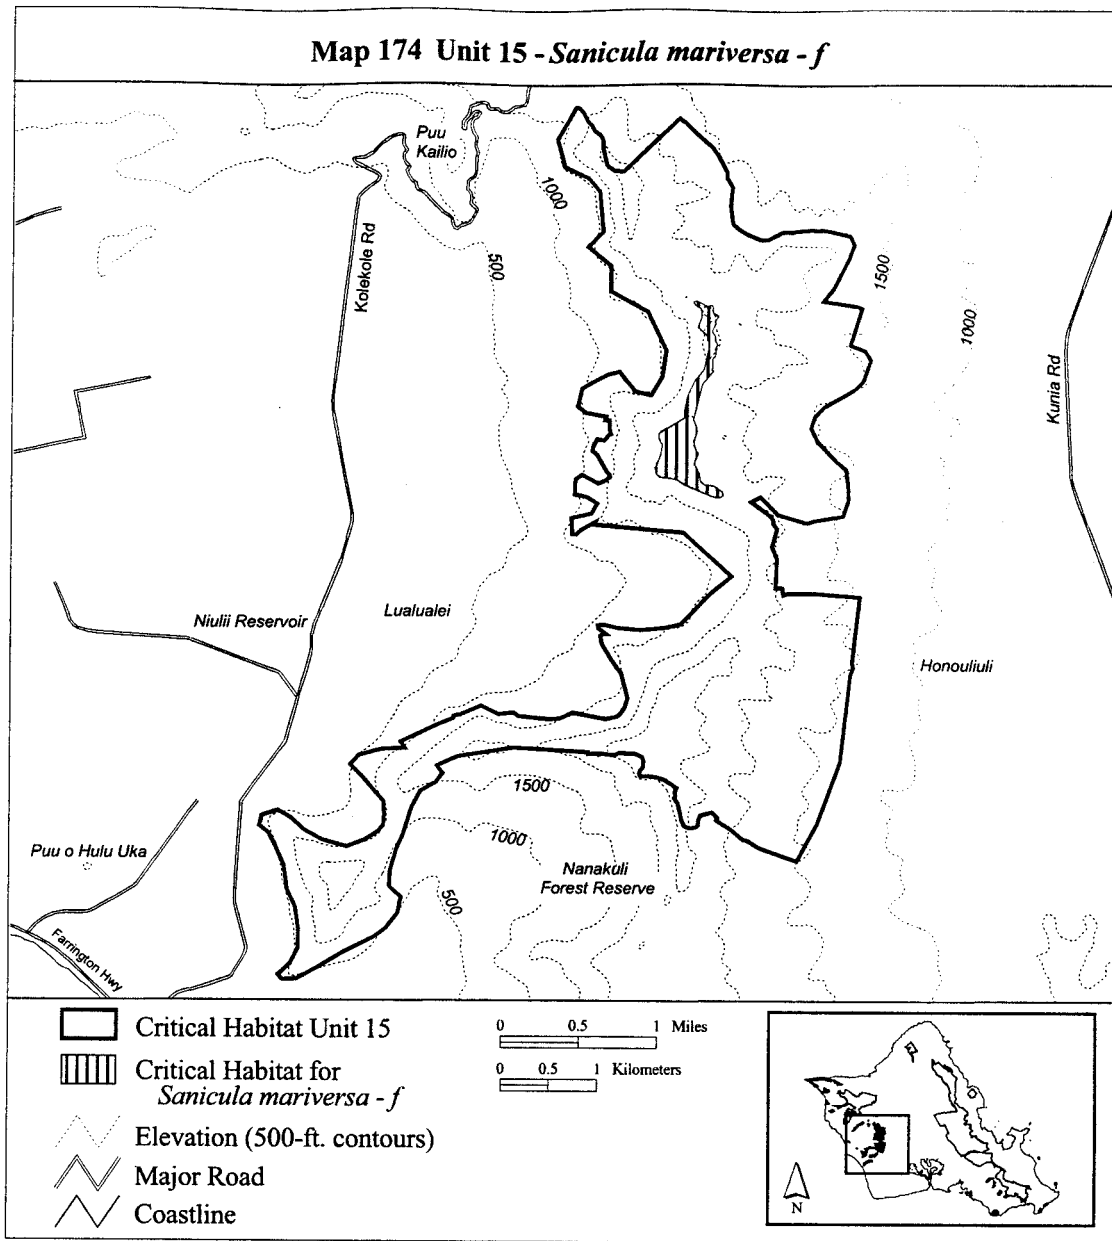 Map 174 Unit 15 - Sanicula mariversa - f
Puu
Kailio
1000
500
Kolekole Rd
1500
1000
Kunia Rd
Niulii Reservoir
Lualualei
Honouliuli
1500
1000
Puu o Hulu Uka
Nanakuli
Forest Reserve
500
Farrington Hwy
Critical Habitat Unit 15
Critical Habitat for
Sanicula mariversa - f
Elevation (500-ft. contours)
Major Road
Coastline
0 0.5 1 Miles
0 0.5 1 Kilometers
N